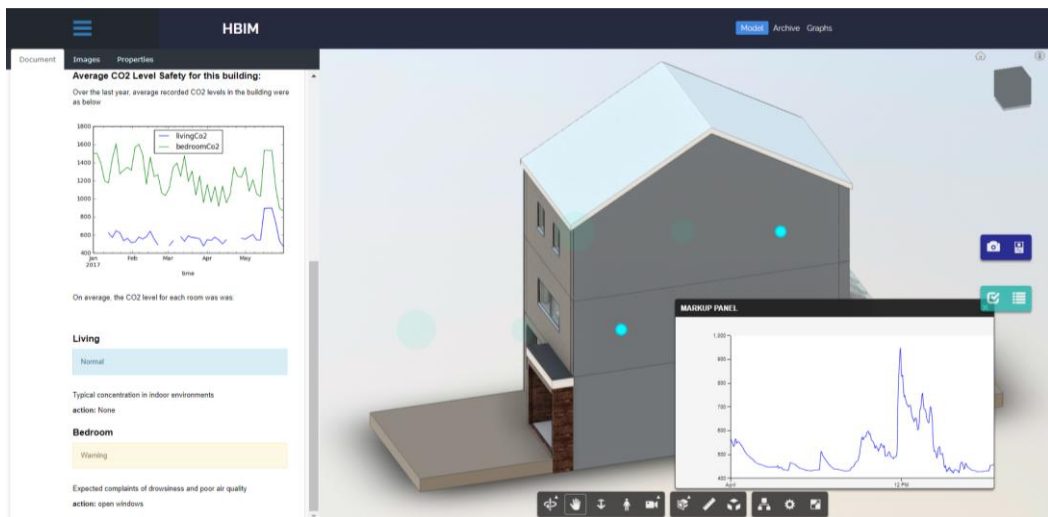 HBIM
Model Archive Graphs
Document Images Properties
Average CO2 Level Safety for this building:
Over the last year, average recorded CO2 levels in the building were
as below
1800
1600
1400
1200
1000
800
600
400
livingCo2
bedroomCo2
Jan
2017
Feb
Mar
Apr
May
time
On average, the CO2 level for each room was was:
Living
Normal
Typical concentration in indoor environments
action: None
Bedroom
Warning
Expected complaints of drowsiness and poor air quality
action: open windows
MARKUP PANEL
1,000
900
800
700
600
500
400
April
12 PM